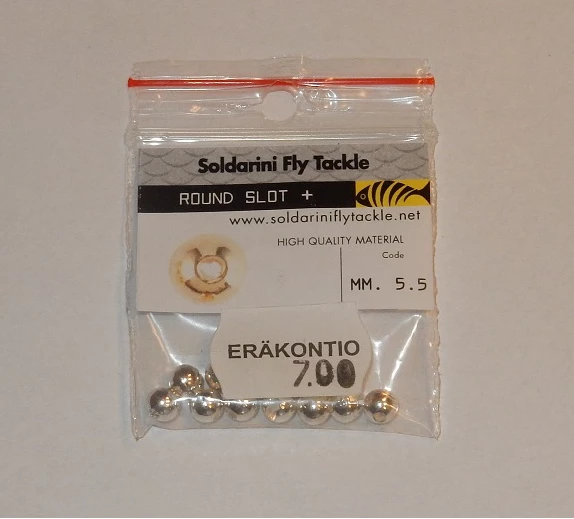 Soldarini Fly Tackle
ROUND SLOT +
www.soldariniflytackle.net
HIGH QUALITY MATERIAL
Code
MM. 5.5
ERÄKONTIO
7.00